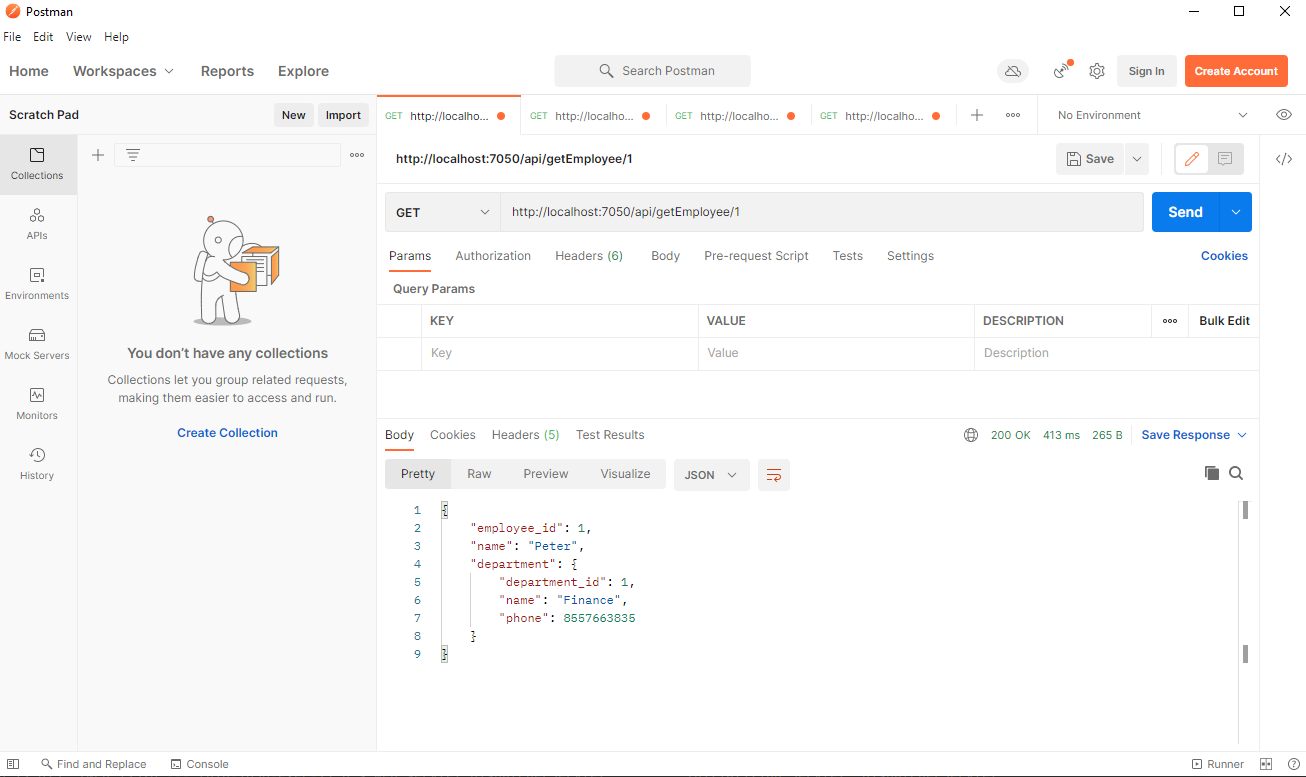 Postman
File Edit View Help
Home Workspaces Reports Explore Search Postman Sign In Create Account
Scratch Pad New Import
GET http://localho... GET http://localho... GET http://localho... GET http://localho... No Environment
Collections
APIs
Environments
Mock Servers
Monitors
History
You don't have any collections
Collections let you group related requests,
making them easier to access and run.
Create Collection
http://localhost:7050/api/getEmployee/1 Save
GET http://localhost:7050/api/getEmployee/1 Send
Params Authorization Headers (6) Body Pre-request Script Tests Settings Cookies
Query Params
KEY VALUE DESCRIPTION Bulk Edit
Key Value Description
Body Cookies Headers (5) Test Results 200 OK 413 ms 265 B Save Response
Pretty Raw Preview Visualize JSON
1 {
2 "employee_id": 1,
3 "name": "Peter",
4 "department": {
5 "department_id": 1,
6 "name": "Finance",
7 "phone": 8557663835
8 }
9 }
Find and Replace Console Runner